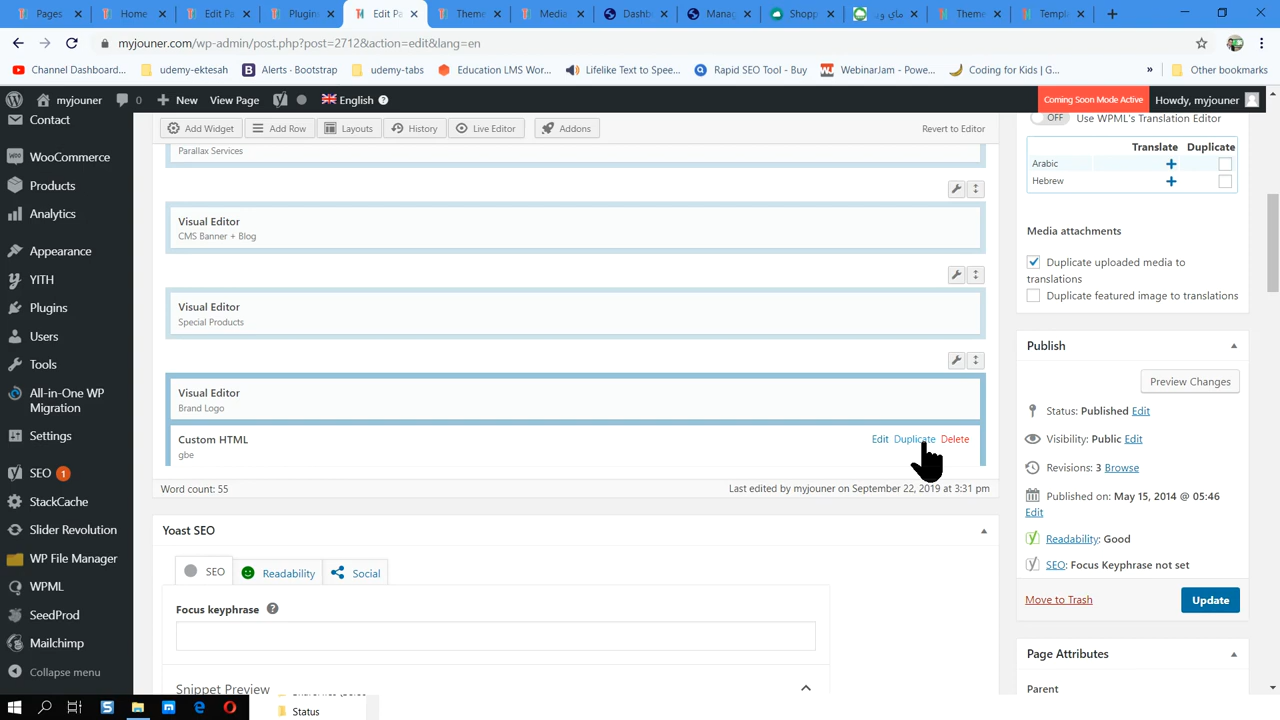 Pages
Home
Edit Pa
Plugin
Edit Pa
Theme
Media
Dashb
Manag
Shopp
ماي وب
Theme
Templ
myjouner.com/wp-admin/post.php?post=2712&action=edit&lang=en
Channel Dashboard...
udemy-ektesah
Alerts · Bootstrap
udemy-tabs
Education LMS Wor...
Lifelike Text to Spee...
Rapid SEO Tool - Buy
WebinarJam - Powe...
Coding for Kids | G...
»
Other bookmarks
myjouner
0
New
View Page
English
Coming Soon Mode Active
Howdy, myjouner
Contact
WooCommerce
Products
Analytics
Appearance
YITH
Plugins
Users
Tools
All-in-One WP
Migration
Settings
SEO 1
StackCache
Slider Revolution
WP File Manager
WPML
SeedProd
Mailchimp
Collapse menu
Add Widget
Add Row
Layouts
History
Live Editor
Addons
Revert to Editor
Parallax Services
Visual Editor
CMS Banner + Blog
Visual Editor
Special Products
Visual Editor
Brand Logo
Custom HTML
Edit Duplicate Delete
gbe
Word count: 55
Last edited by myjouner on September 22, 2019 at 3:31 pm
Yoast SEO
SEO
Readability
Social
Focus keyphrase
Snippet Preview
OFF
Use WPML's Translation Editor
Translate Duplicate
Arabic
Hebrew
Media attachments
Duplicate uploaded media to
translations
Duplicate featured image to translations
Publish
Preview Changes
Status: Published Edit
Visibility: Public Edit
Revisions: 3 Browse
Published on: May 15, 2014 @ 05:46
Edit
Readability: Good
SEO: Focus Keyphrase not set
Move to Trash
Update
Page Attributes
Parent
Status